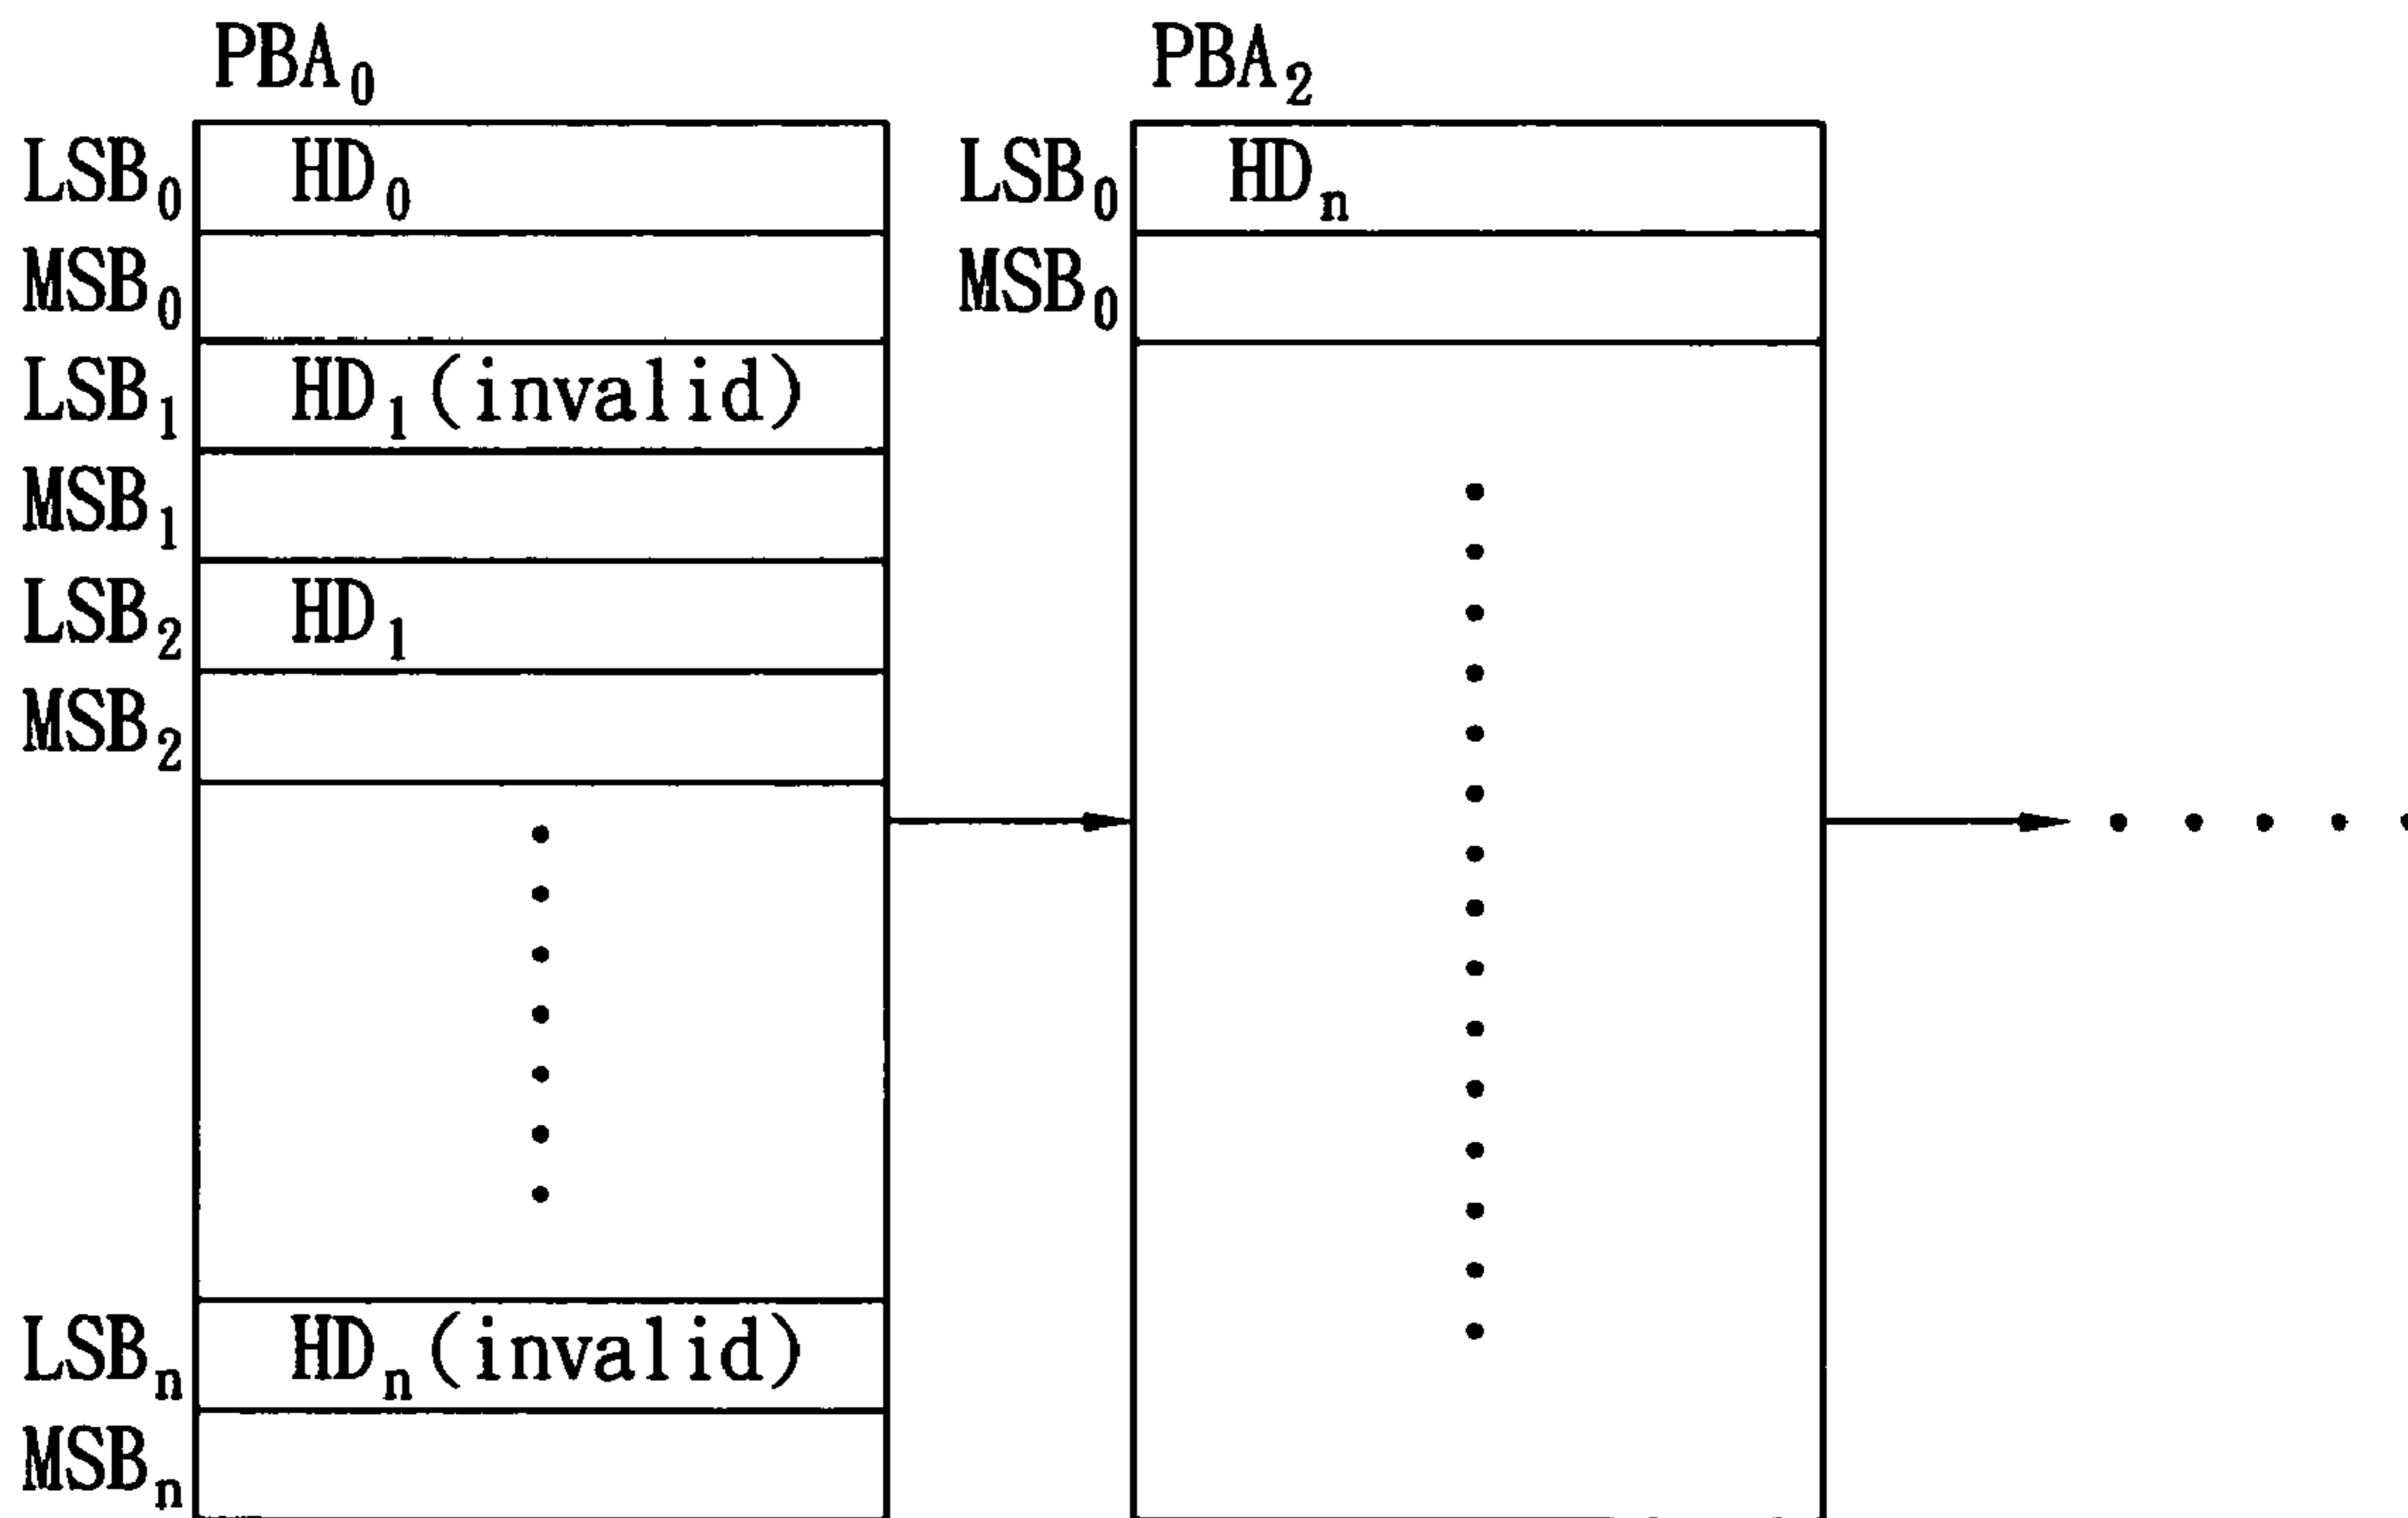 PBA0
LSB0 HD0
MSB0
LSB1 HD1(invalid)
MSB1
LSB2 HD1
MSB2
LSBn HDn(invalid)
MSBn
PBA2
LSB0 HDn
MSB0